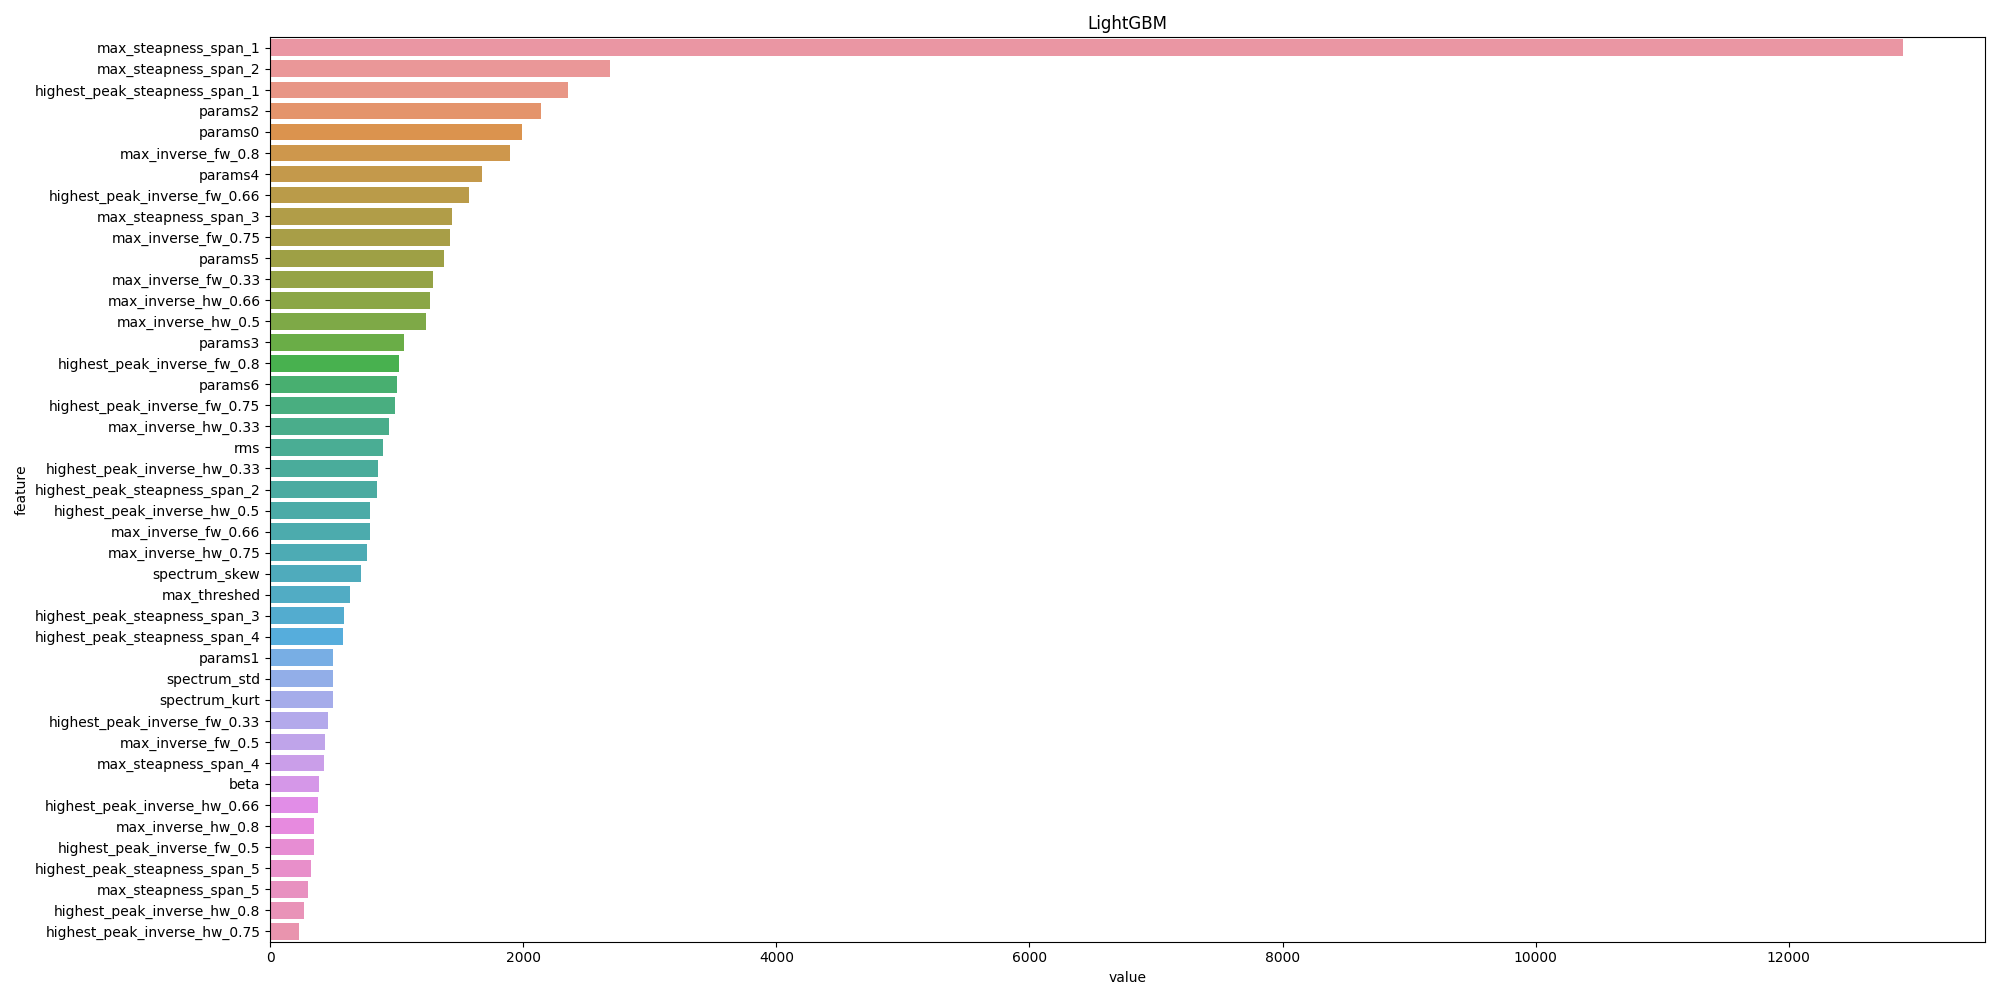 LightGBM
max_steapness_span_1
max_steapness_span_2
highest_peak_steapness_span_1
params2
params0
max_inverse_fw_0.8
params4
highest_peak_inverse_fw_0.66
max_steapness_span_3
max_inverse_fw_0.75
params5
max_inverse_fw_0.33
max_inverse_hw_0.66
max_inverse_hw_0.5
params3
highest_peak_inverse_fw_0.8
params6
highest_peak_inverse_fw_0.75
max_inverse_hw_0.33
rms
highest_peak_inverse_hw_0.33
highest_peak_steapness_span_2
highest_peak_inverse_hw_0.5
max_inverse_fw_0.66
max_inverse_hw_0.75
spectrum_skew
max_threshed
highest_peak_steapness_span_3
highest_peak_steapness_span_4
params1
spectrum_std
spectrum_kurt
highest_peak_inverse_fw_0.33
max_inverse_fw_0.5
max_steapness_span_4
beta
highest_peak_inverse_hw_0.66
max_inverse_hw_0.8
highest_peak_inverse_fw_0.5
highest_peak_steapness_span_5
max_steapness_span_5
highest_peak_inverse_hw_0.8
highest_peak_inverse_hw_0.75
feature
0 2000 4000 6000 8000 10000 12000
value